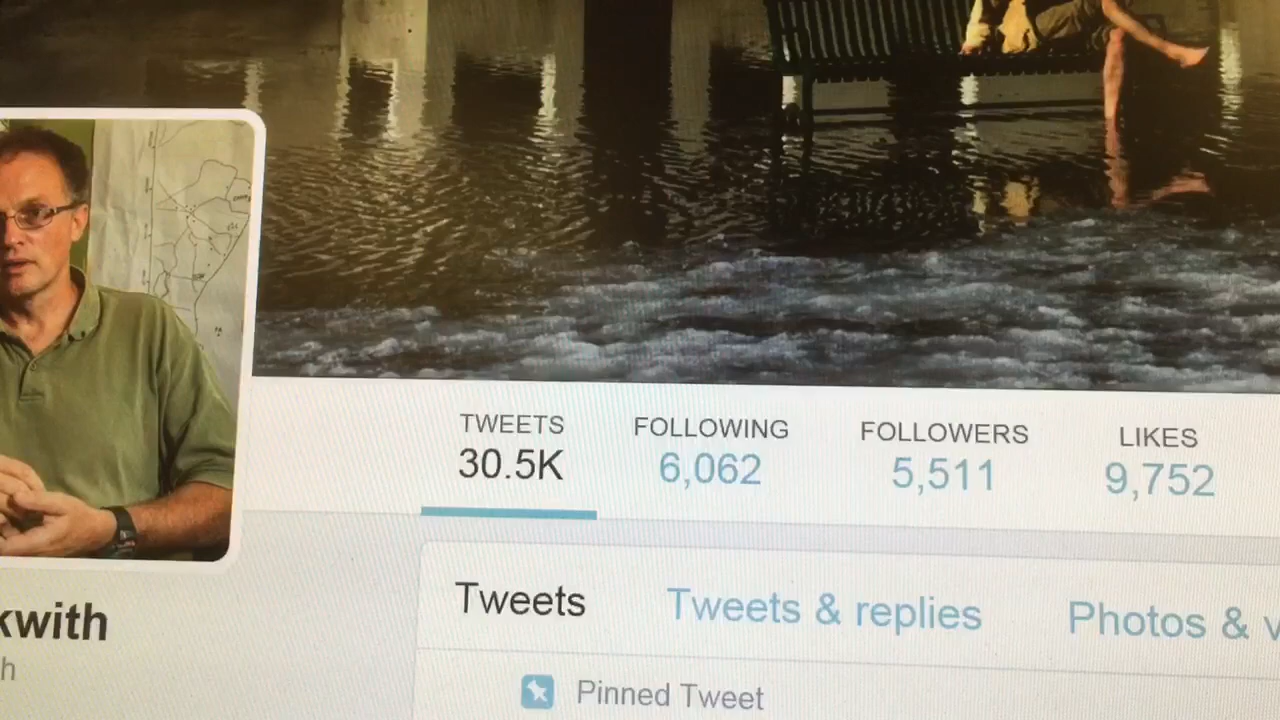 TWEETS FOLLOWING FOLLOWERS LIKES
30.5K 6,062 5,511 9,752
kwith
h
Tweets Tweets & replies Photos & v
Pinned Tweet